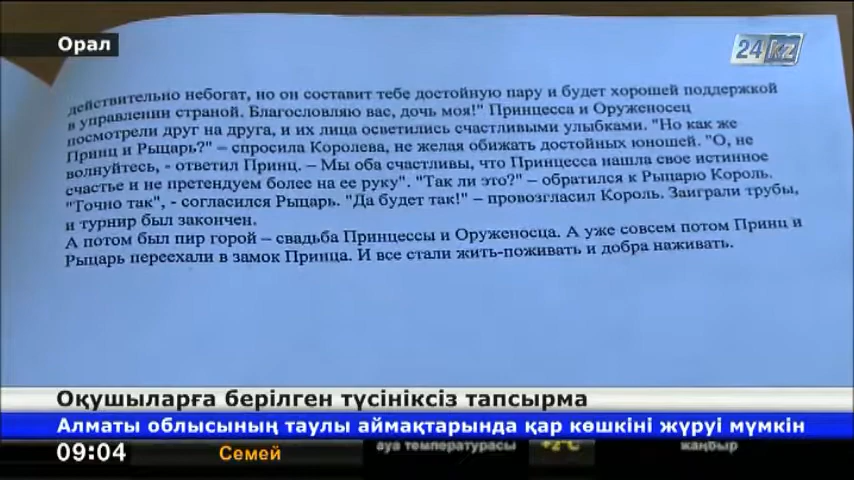 Орал
24kz
действительно небогат, но он составит тебе достойную пару и будет хорошей поддержкой
в управлении страной. Благословляю вас, дочь моя!" Принцесса и Оруженосец
посмотрели друг на друга, и их лица осветились счастливыми улыбками. "Но как же
Принц и Рыцарь?" – спросила Королева, не желая обижать достойных юношей. "О, не
волнуйтесь, - ответил Принц. – Мы оба счастливы, что Принцесса нашла свое истинное
счастье и не претендуем более на ее руку". "Так ли это?" – обратился к Рыцарю Король.
"Точно так", - согласился Рыцарь. "Да будет так!" – провозгласил Король. Заиграли трубы,
и турнир был закончен.
А потом был пир горой – свадьба Принцессы и Оруженосца. А уже совсем потом Принц и
Рыцарь переехали в замок Принца. И все стали жить-поживать и добра наживать.
Оқушыларға берілген түсініксіз тапсырма
Алматы облысының таулы аймақтарында қар көшкіні жүруі мүмкін
09:04
Семей
ауа температурасы
+2°C
жаңбыр